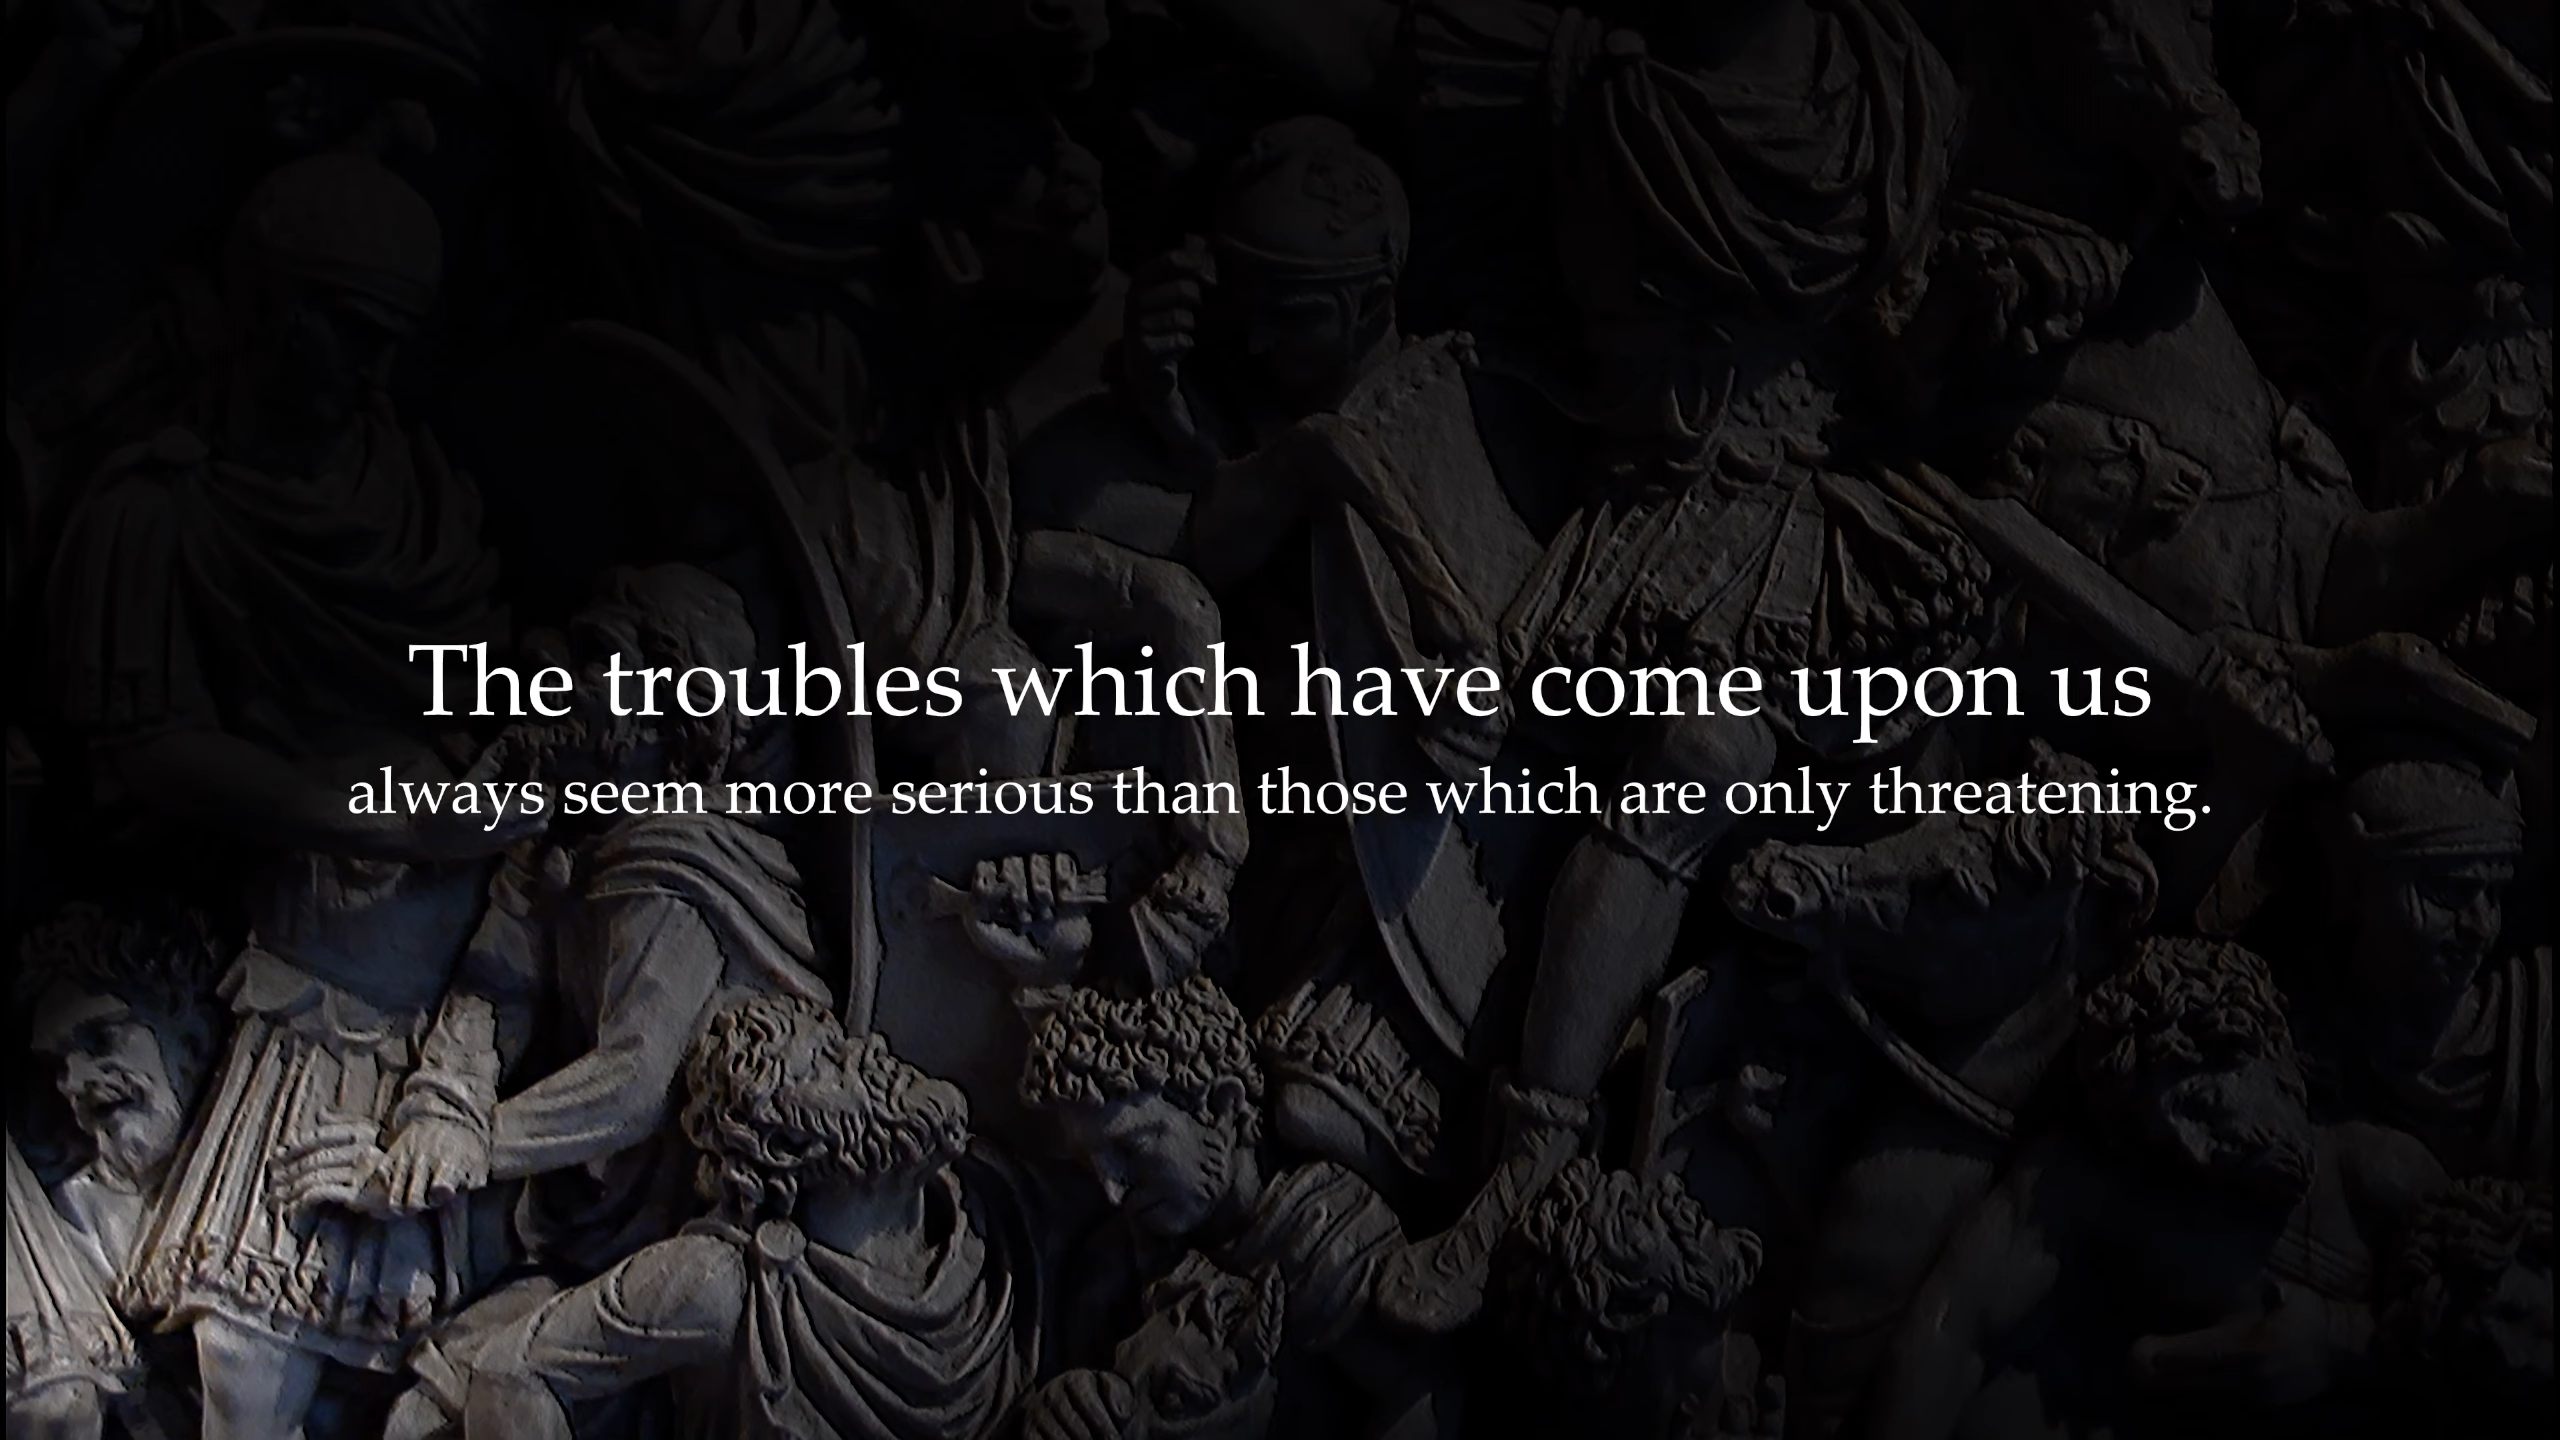 The troubles which have come upon us
always seem more serious than those which are only threatening.